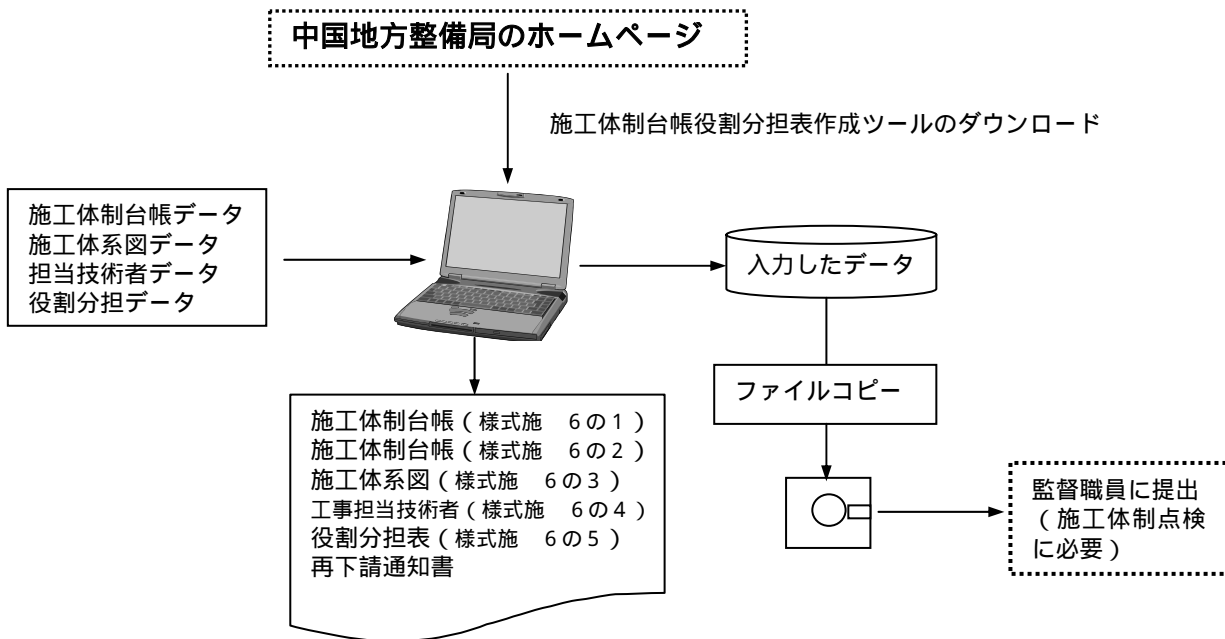 中国地方整備局のホームページ
施工体制台帳役割分担表作成ツールのダウンロード
施工体制台帳データ
施工体系図データ
担当技術者データ
役割分担データ
入力したデータ
ファイルコピー
施工体制台帳(様式施 6の1)
施工体制台帳(様式施 6の2)
施工体系図(様式施 6の3)
工事担当技術者(様式施 6の4)
役割分担表(様式施 6の5)
再下請通知書
監督職員に提出
(施工体制点検
に必要)